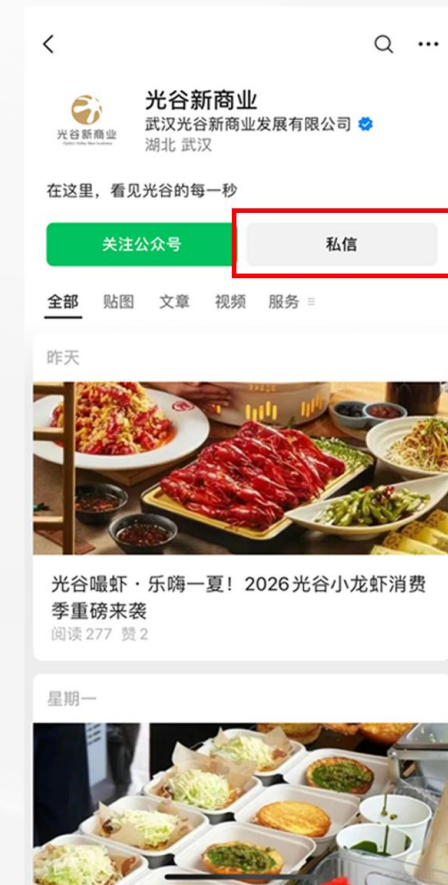 光谷新商业
武汉光谷新商业发展有限公司
湖北 武汉
光谷新商业
在这里，看见光谷的每一秒
关注公众号
私信
全部 贴图 文章 视频 服务
昨天
光谷嘬虾·乐嗨一夏！2026光谷小龙虾消费
季重磅来袭
阅读 277 赞 2
星期一